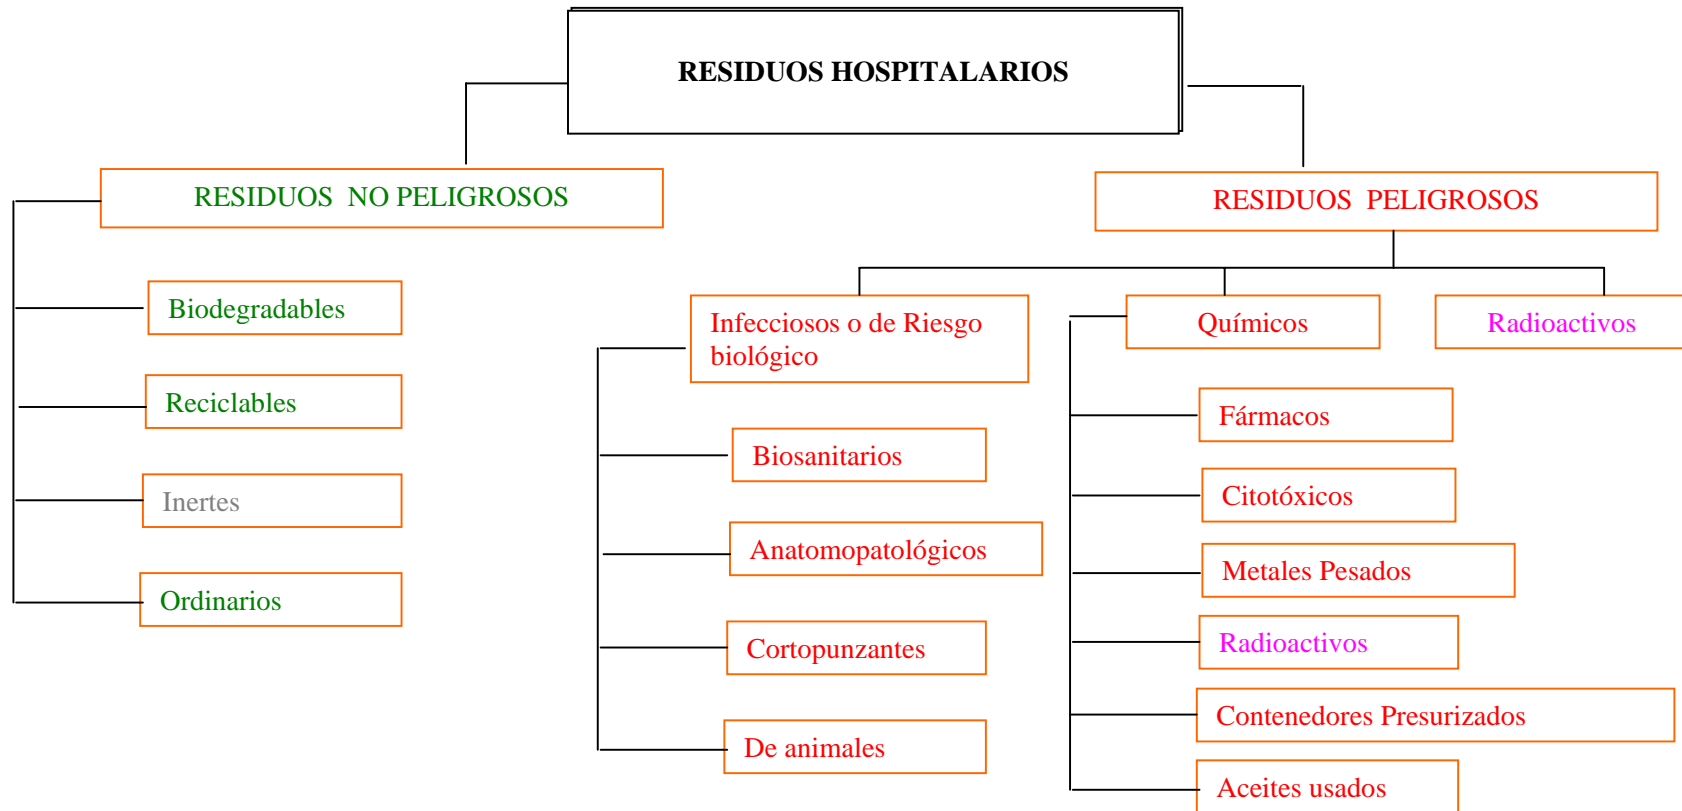 RESIDUOS HOSPITALARIOS
RESIDUOS NO PELIGROSOS
Biodegradables
Reciclables
Inertes
Ordinarios
RESIDUOS PELIGROSOS
Infecciosos o de Riesgo
biológico
Biosanitarios
Anatomopatológicos
Cortopunzantes
De animales
Químicos
Fármacos
Citotóxicos
Metales Pesados
Radioactivos
Contenedores Presurizados
Aceites usados
Radioactivos